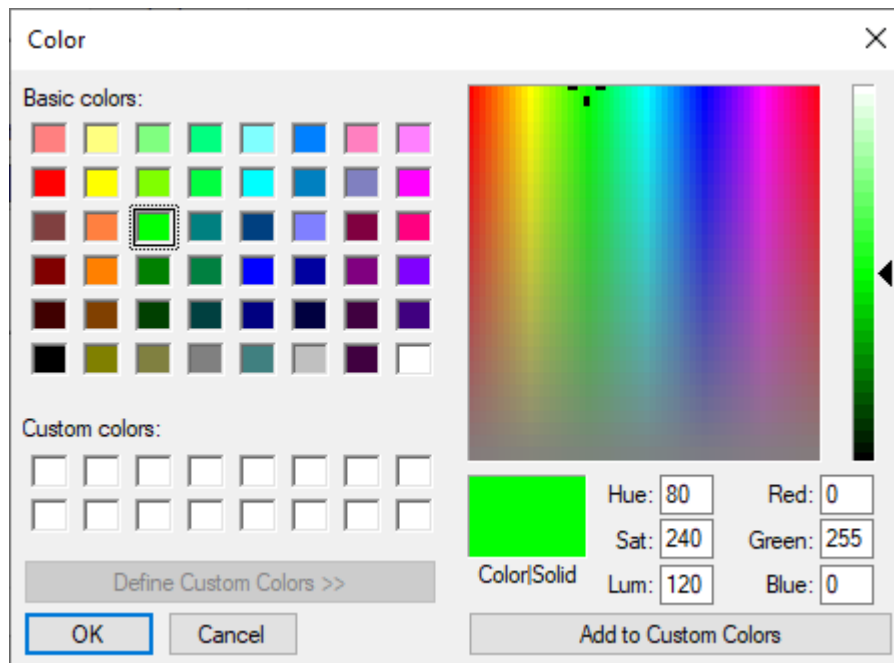 Color
Basic colors:
Custom colors:
Define Custom Colors >>
OK
Cancel
Color|Solid
Hue: 80
Sat: 240
Lum: 120
Red: 0
Green: 255
Blue: 0
Add to Custom Colors